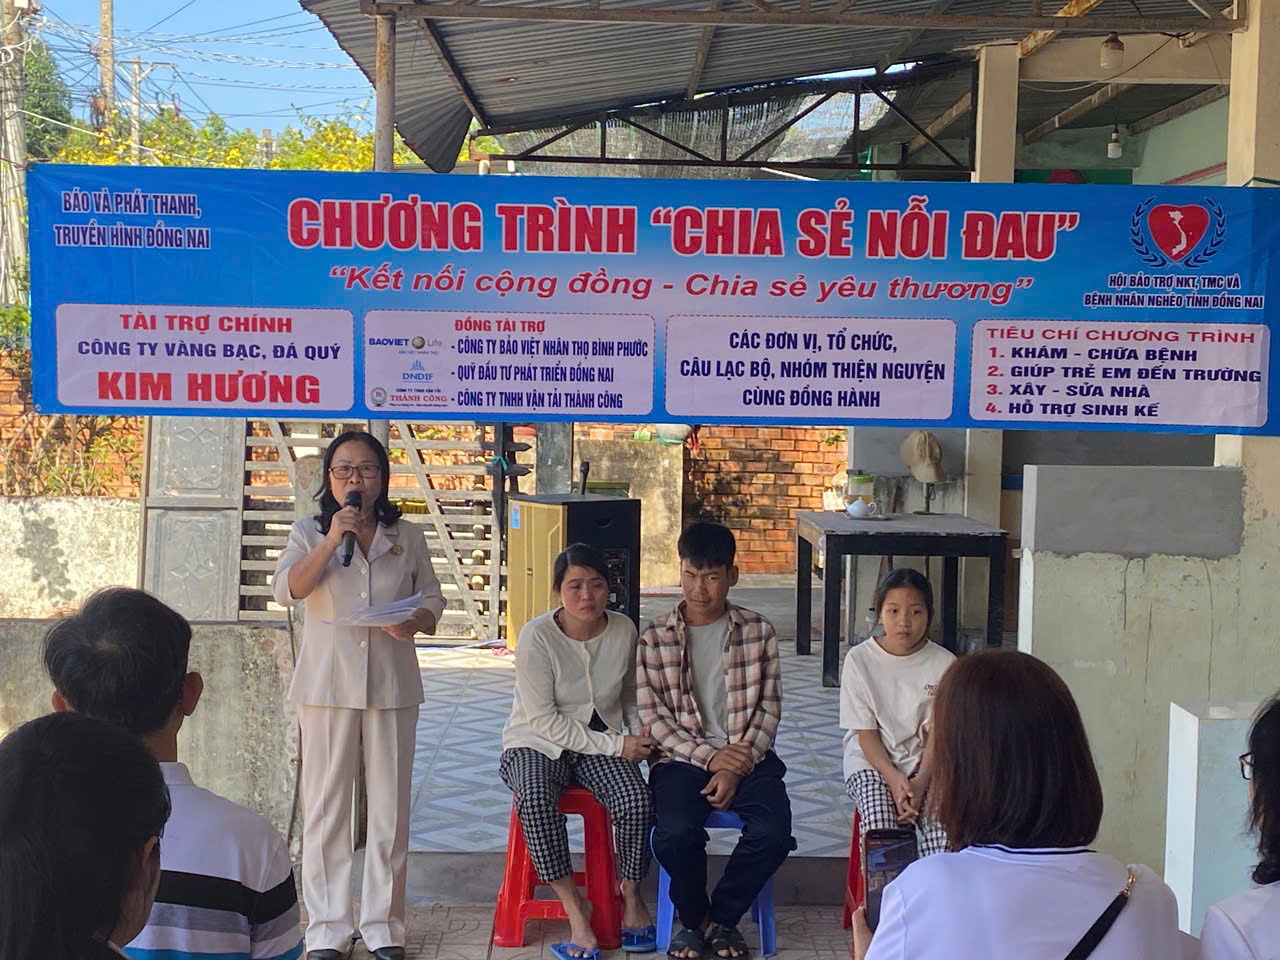 BÁO VÀ PHÁT THANH,
TRUYỀN HÌNH ĐỒNG NAI
CHƯƠNG TRÌNH “CHIA SẺ NỖI ĐAU”
“Kết nối cộng đồng - Chia sẻ yêu thương”
HỘI BẢO TRỢ NKT, TMC VÀ
BỆNH NHÂN NGHÈO TỈNH ĐỒNG NAI
TÀI TRỢ CHÍNH
CÔNG TY VÀNG BẠC, ĐÁ QUÝ
KIM HƯƠNG
ĐỒNG TÀI TRỢ
BAOVIET Life
- CÔNG TY BẢO VIỆT NHÂN THỌ BÌNH PHƯỚC
DNDIF
- QUỸ ĐẦU TƯ PHÁT TRIỂN ĐỒNG NAI
CÔNG TY TNHH VẬN TẢI
THÀNH CÔNG
- CÔNG TY TNHH VẬN TẢI THÀNH CÔNG
CÁC ĐƠN VỊ, TỔ CHỨC,
CÂU LẠC BỘ, NHÓM THIỆN NGUYỆN
CÙNG ĐỒNG HÀNH
TIÊU CHÍ CHƯƠNG TRÌNH
1. KHÁM - CHỮA BỆNH
2. GIÚP TRẺ EM ĐẾN TRƯỜNG
3. XÂY - SỬA NHÀ
4. HỖ TRỢ SINH KẾ